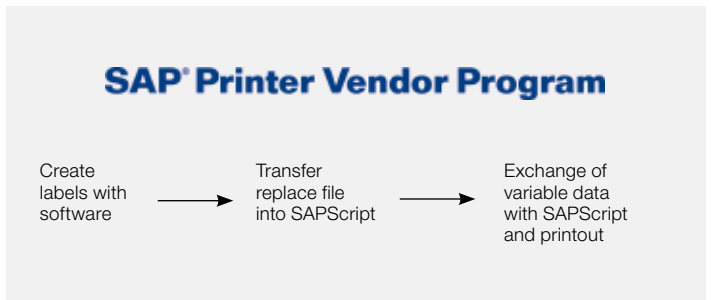 SAP® Printer Vendor Program
Create
labels with
software
Transfer
replace file
into SAPScript
Exchange of
variable data
with SAPScript
and printout